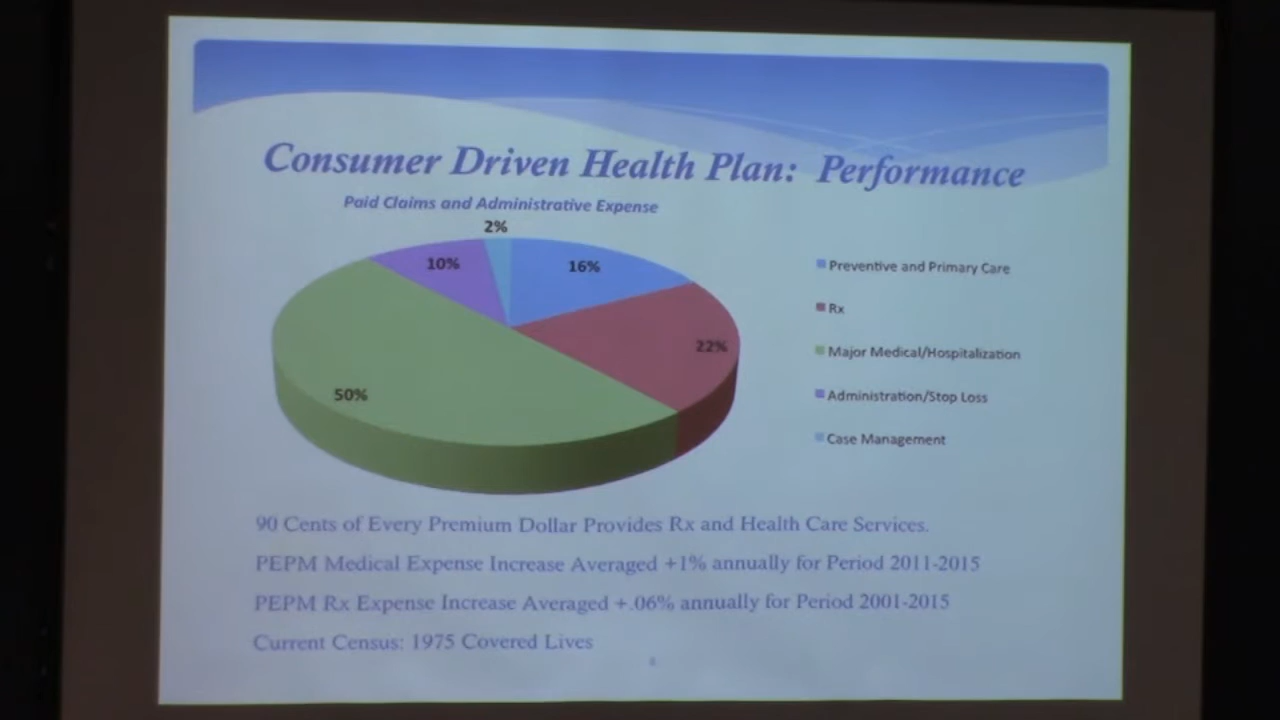 Consumer Driven Health Plan: Performance
Paid Claims and Administrative Expense
2%
10%
16%
22%
50%
Preventive and Primary Care
Rx
Major Medical/Hospitalization
Administration/Stop Loss
Case Management
90 Cents of Every Premium Dollar Provides Rx and Health Care Services.
PEPM Medical Expense Increase Averaged +1% annually for Period 2011-2015
PEPM Rx Expense Increase Averaged +.06% annually for Period 2001-2015
Current Census: 1975 Covered Lives